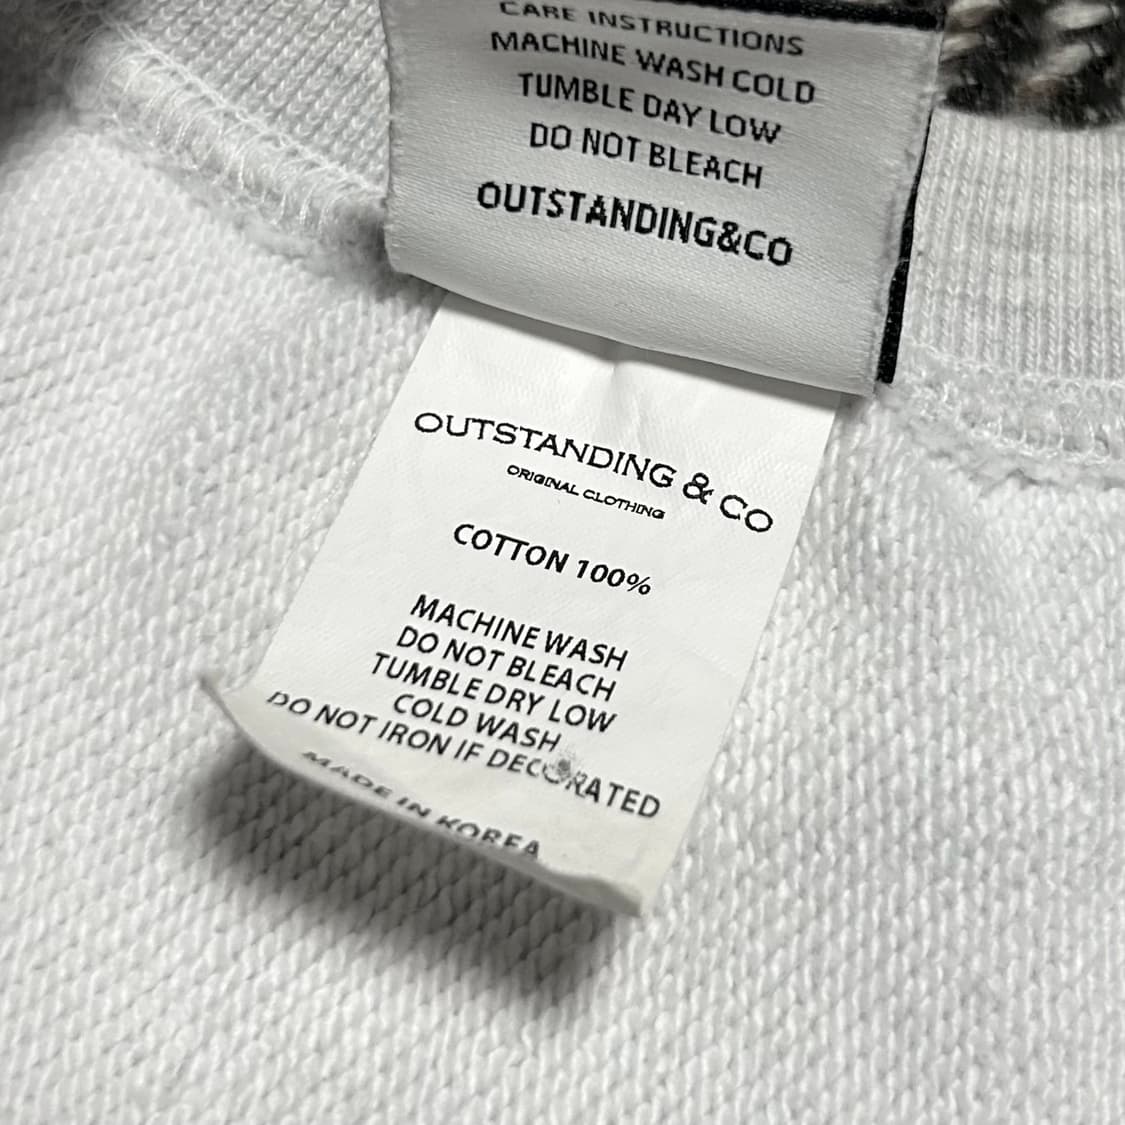 CARE INSTRUCTIONS
MACHINE WASH COLD
TUMBLE DAY LOW
DO NOT BLEACH
OUTSTANDING&CO
OUTSTANDING & CO
ORIGINAL CLOTHING
COTTON 100%
MACHINE WASH
DO NOT BLEACH
TUMBLE DRY LOW
COLD WASH
DO NOT IRON IF DECORATED
MADE IN KOREA